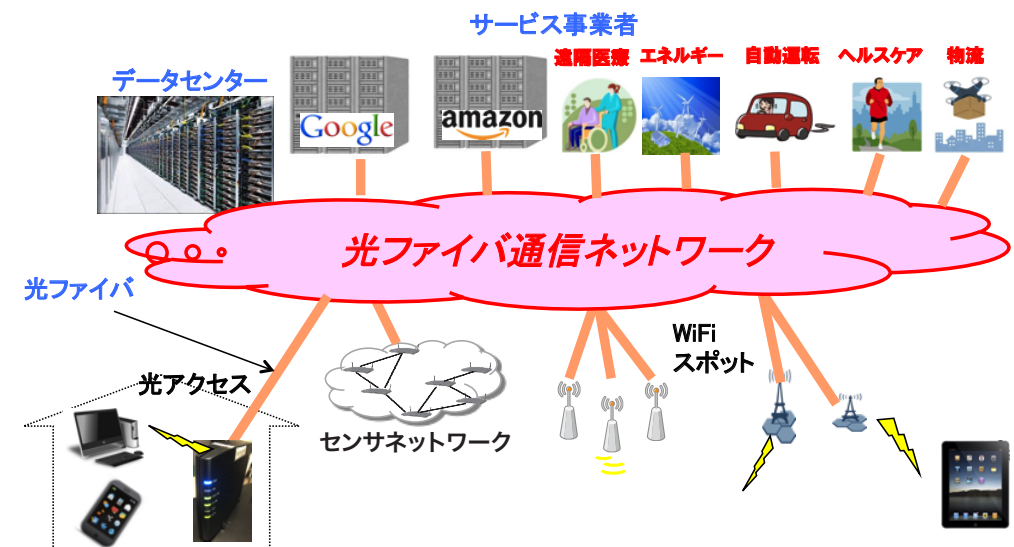 サービス事業者
データセンター
Google
amazon
遠隔医療
エネルギー
自動運転
ヘルスケア
物流
光ファイバ通信ネットワーク
光ファイバ
WiFi
スポット
光アクセス
センサネットワーク